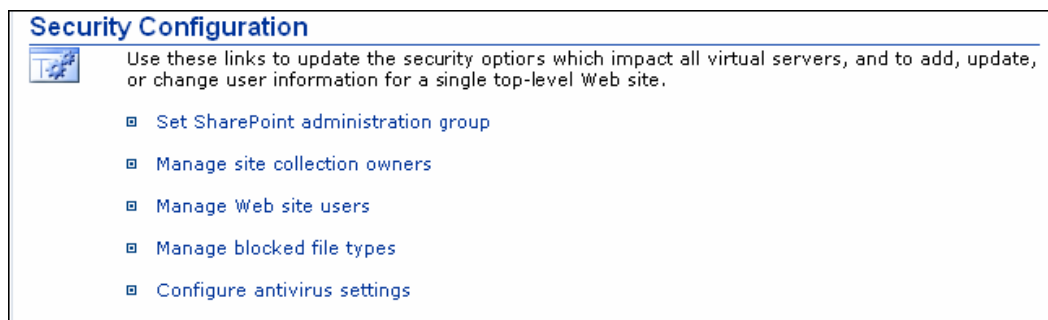 Security Configuration
Use these links to update the security options which impact all virtual servers, and to add, update,
or change user information for a single top-level Web site.
Set SharePoint administration group
Manage site collection owners
Manage Web site users
Manage blocked file types
Configure antivirus settings